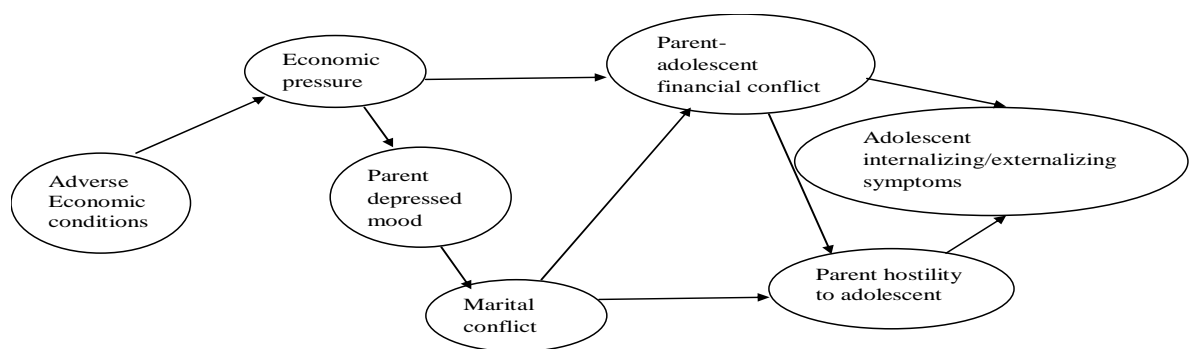 Adverse
Economic
conditions
Economic
pressure
Parent
depressed
mood
Marital
conflict
Parent-
adolescent
financial conflict
Parent hostility
to adolescent
Adolescent
internalizing/externalizing
symptoms